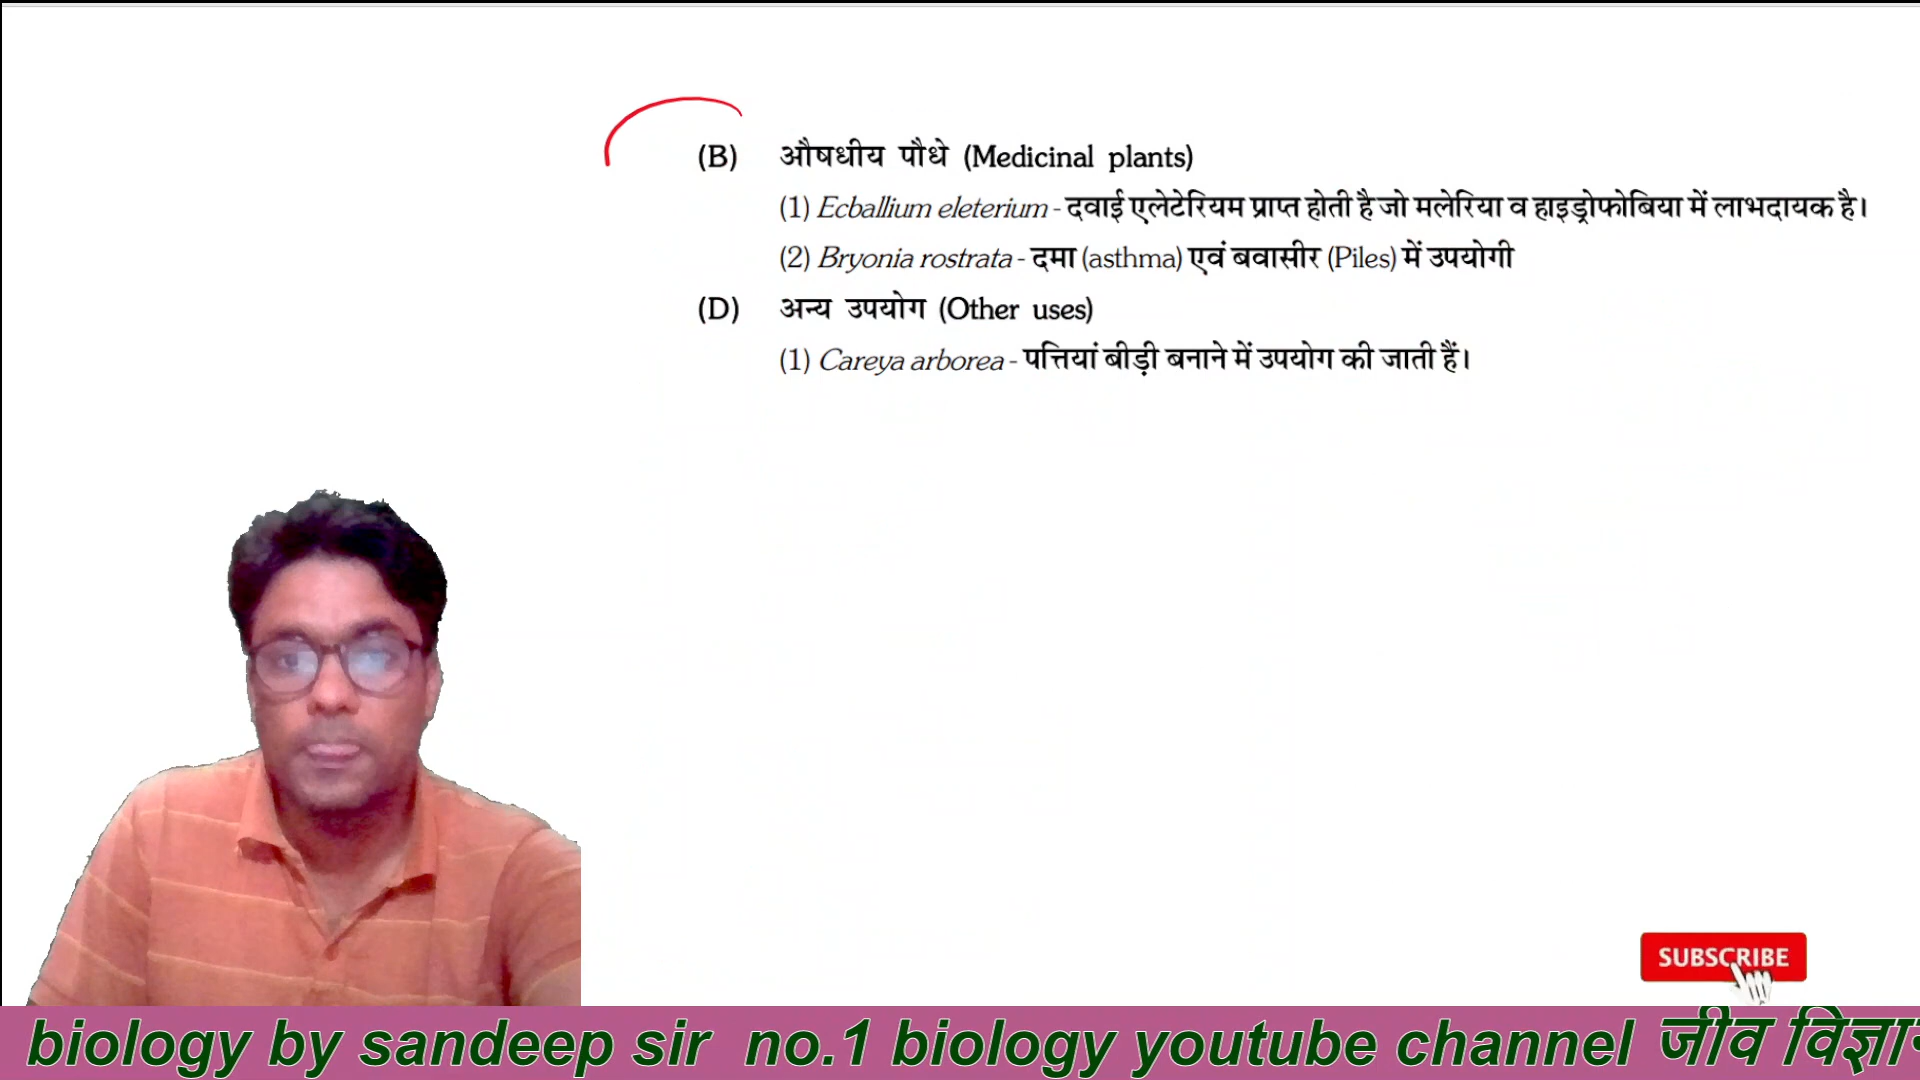 (B) औषधीय पौधे (Medicinal plants)
(1) Ecballium eleterium - दवाई एलेटेरियम प्राप्त होती है जो मलेरिया व हाइड्रोफोबिया में लाभदायक है।
(2) Bryonia rostrata - दमा (asthma) एवं बवासीर (Piles) में उपयोगी
(D) अन्य उपयोग (Other uses)
(1) Careya arborea - पत्तियां बीड़ी बनाने में उपयोग की जाती हैं।
SUBSCRIBE
biology by sandeep sir no.1 biology youtube channel जीव